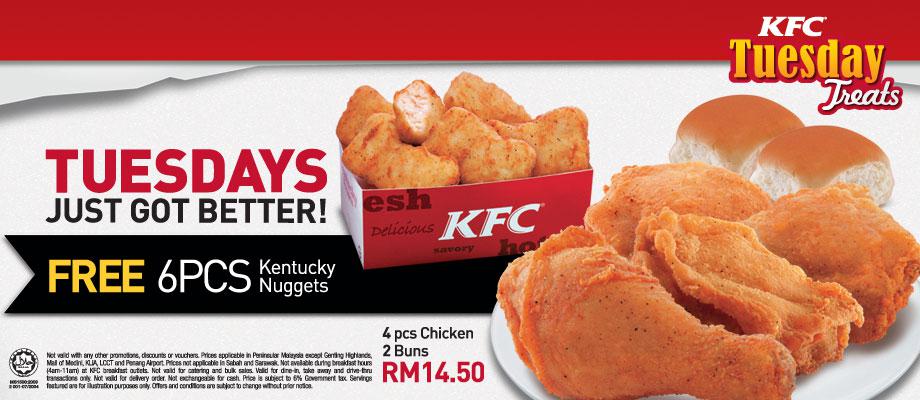 KFC
Tuesday
Treats
TUESDAYS
JUST GOT BETTER!
FREE 6PCS Kentucky
Nuggets
esh
Delicious
KFC
savory
hot
4 pcs Chicken
2 Buns
RM14.50
Not valid with any other promotions, discounts or vouchers. Prices applicable in Peninsular Malaysia except Genting Highlands,
Mall of Medini, KLIA, LCCT and Penang Airport. Prices not applicable in Sabah and Sarawak. Not available during breakfast hours
(4am-11am) at KFC breakfast outlets. Not valid for catering and bulk sales. Valid for dine-in, take away and drive-thru
transactions only. Not valid for delivery order. Not exchangeable for cash. Price is subject to 6% Government tax. Servings
featured are for illustration purposes only. Offers and conditions are subject to change without prior notice.